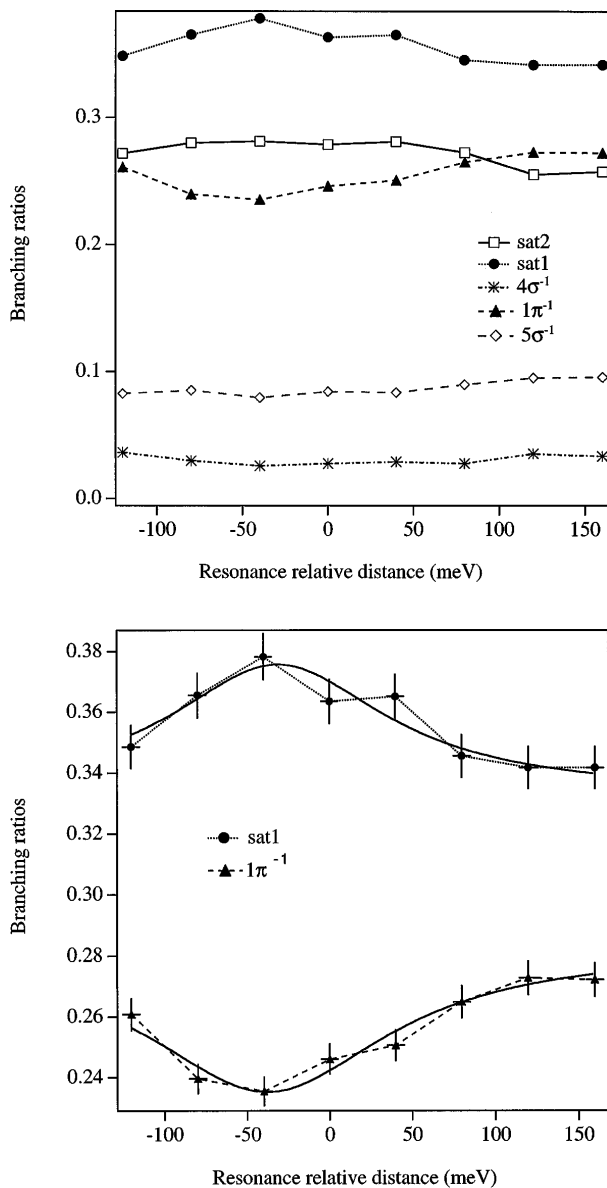 Branching ratios
0.3
0.2
0.1
0.0
sat2
sat1
4σ⁻¹
1π⁻¹
5σ⁻¹
-100 -50 0 50 100 150
Resonance relative distance (meV)
Branching ratios
0.38
0.36
0.34
0.32
0.30
0.28
0.26
0.24
sat1
1π ⁻¹
-100 -50 0 50 100 150
Resonance relative distance (meV)